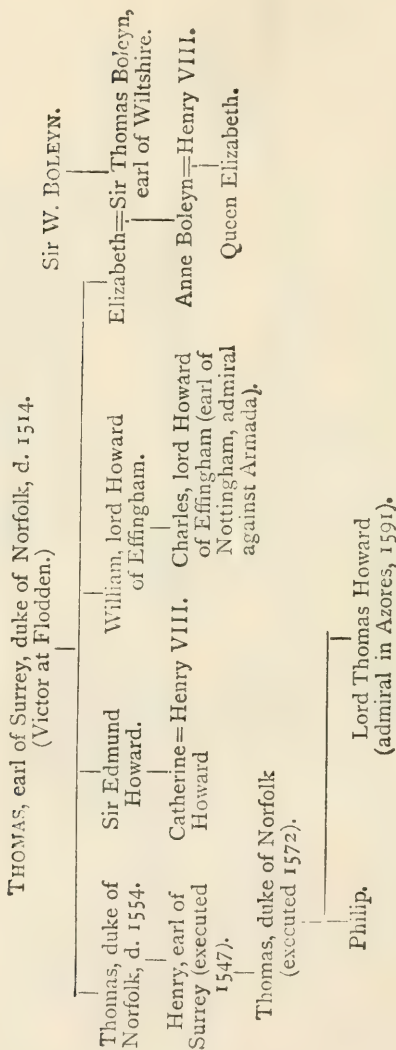 THOMAS, earl of Surrey, duke of Norfolk, d. 1514.
(Victor at Flodden.)
Sir W. BOLEYN.
Thomas, duke of
Norfolk, d. 1554.
Sir Edmund
Howard.
William, lord Howard
of Effingham.
Elizabeth=Sir Thomas Boleyn,
earl of Wiltshire.
Henry, earl of
Surrey (executed
1547).
Catherine=Henry VIII.
Howard
Charles, lord Howard
of Effingham (earl of
Nottingham, admiral
against Armada).
Anne Boleyn=Henry VIII.
Queen Elizabeth.
Thomas, duke of Norfolk
(executed 1572).
Philip.
Lord Thomas Howard
(admiral in Azores, 1591).